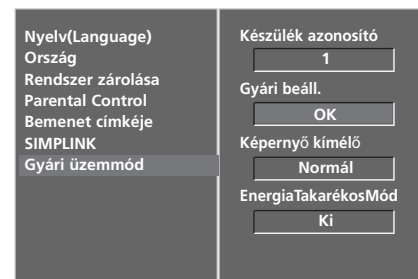 Nyelv(Language)
Ország
Rendszer zárolása
Parental Control
Bemenet címkéje
SIMPLINK
Gyári üzemmód
Készülék azonosító
1
Gyári beáll.
OK
Képernyő kímélő
Normál
EnergiaTakarékosMód
Ki